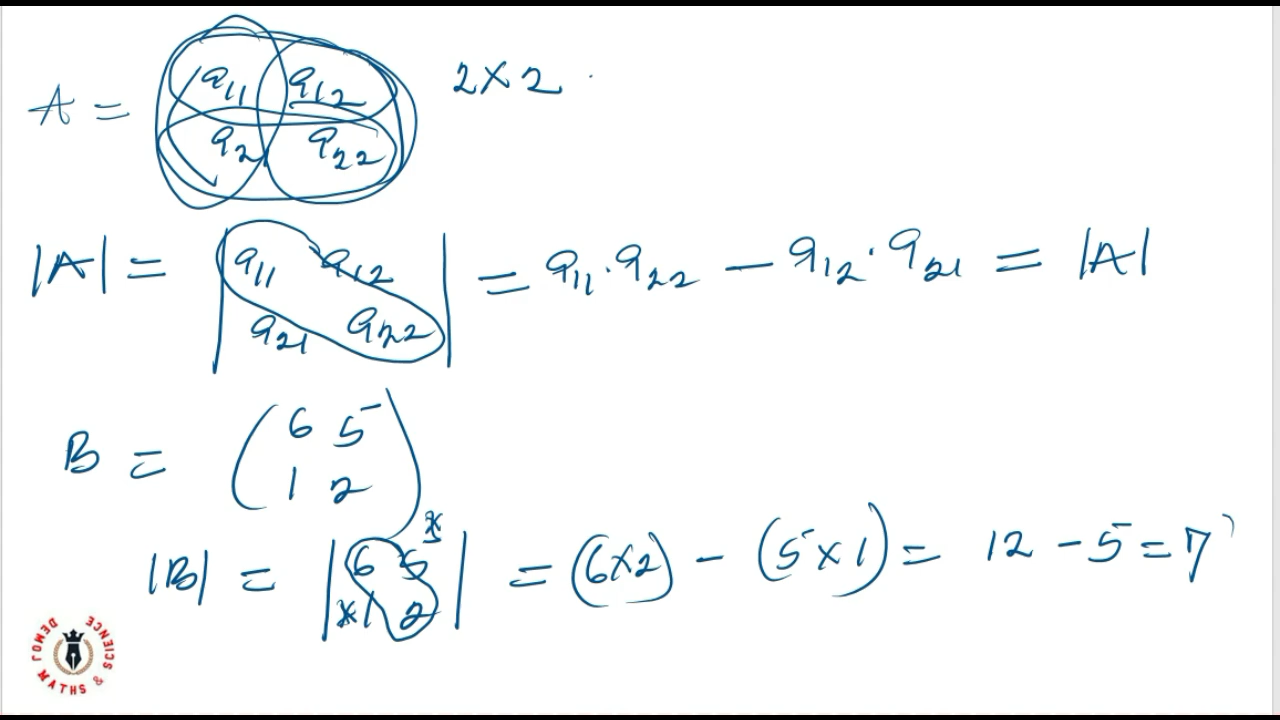 A = a11 a12 2 × 2
a21 a22
|A| = | a11 a12 | = a11 · a22 − a12 · a21 = |A|
a21 a22
B = ( 6 5 )
1 2
|B| = | 6 5 | = (6×2) − (5×1) = 12 − 5 = 7
1 2
DEMOJ MATHS & SCIENCE